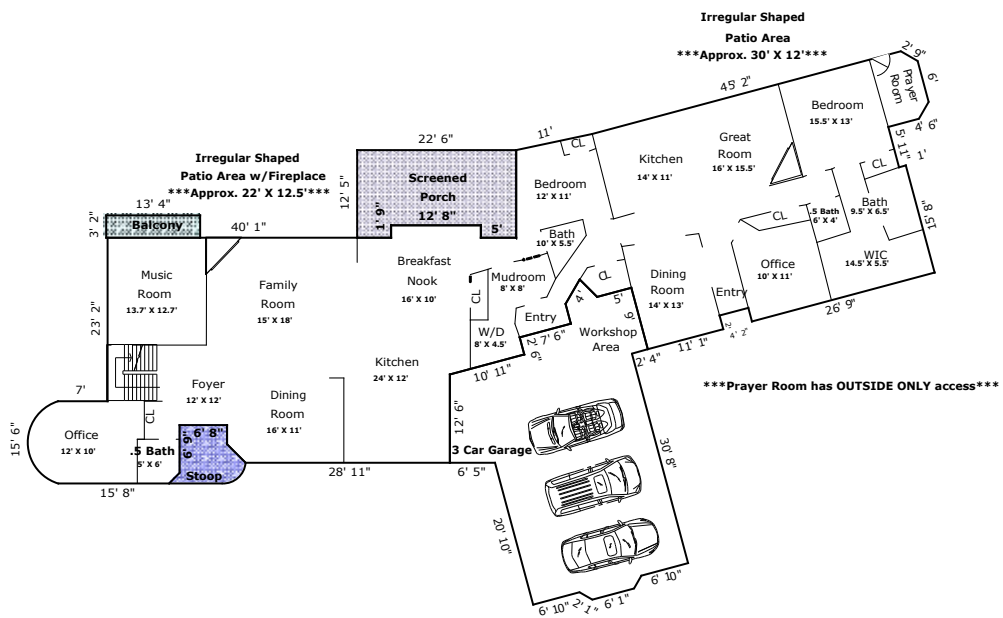 Irregular Shaped
Patio Area
***Approx. 30' X 12'***
2' 9"
6'
Prayer
Room
4' 6"
45' 2"
Bedroom
15.5' X 13'
5' 11"
1'
11'
CL
Kitchen
14' X 11'
Great
Room
16' X 15.5'
22' 6"
Irregular Shaped
Patio Area w/Fireplace
***Approx. 22' X 12.5'***
12' 5"
Screened
Porch
12' 8"
1' 9"
5'
Bedroom
12' X 11'
CL
.5 Bath
6' X 4'
Bath
9.5' X 6.5'
CL
15' 8"
13' 4"
3' 2"
Balcony
40' 1"
Bath
10' X 5.5'
WIC
14.5' X 5.5'
Office
10' X 11'
Music
Room
13.7' X 12.7'
Family
Room
15' X 18'
Breakfast
Nook
16' X 10'
Mudroom
8' X 8'
CL
CL
Dining
Room
14' X 13'
Entry
23' 2"
4'
5'
9'
Entry
7' 6"
Workshop
Area
W/D
8' X 4.5'
2' 6"
2'
4' 2"
26' 9"
11' 1"
2' 4"
Kitchen
24' X 12'
10' 11"
***Prayer Room has OUTSIDE ONLY access***
7'
Foyer
12' X 12'
Dining
Room
16' X 11'
CL
12' 6"
15' 6"
Office
12' X 10'
.5 Bath
5' X 6'
6' 8"
6' 9"
Stoop
3 Car Garage
30' 8"
15' 8"
28' 11"
6' 5"
20' 10"
6' 10"
2' 1"
6' 1"
6' 10"